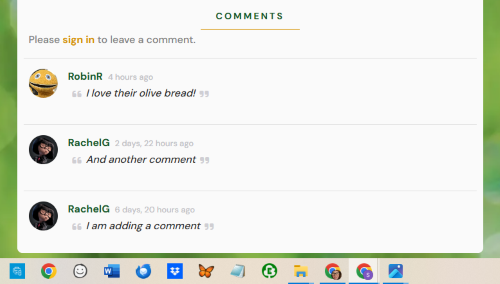 COMMENTS
Please sign in to leave a comment.
RobinR 4 hours ago
❝ I love their olive bread! ❞
RachelG 2 days, 22 hours ago
❝ And another comment ❞
RachelG 6 days, 20 hours ago
❝ I am adding a comment ❞